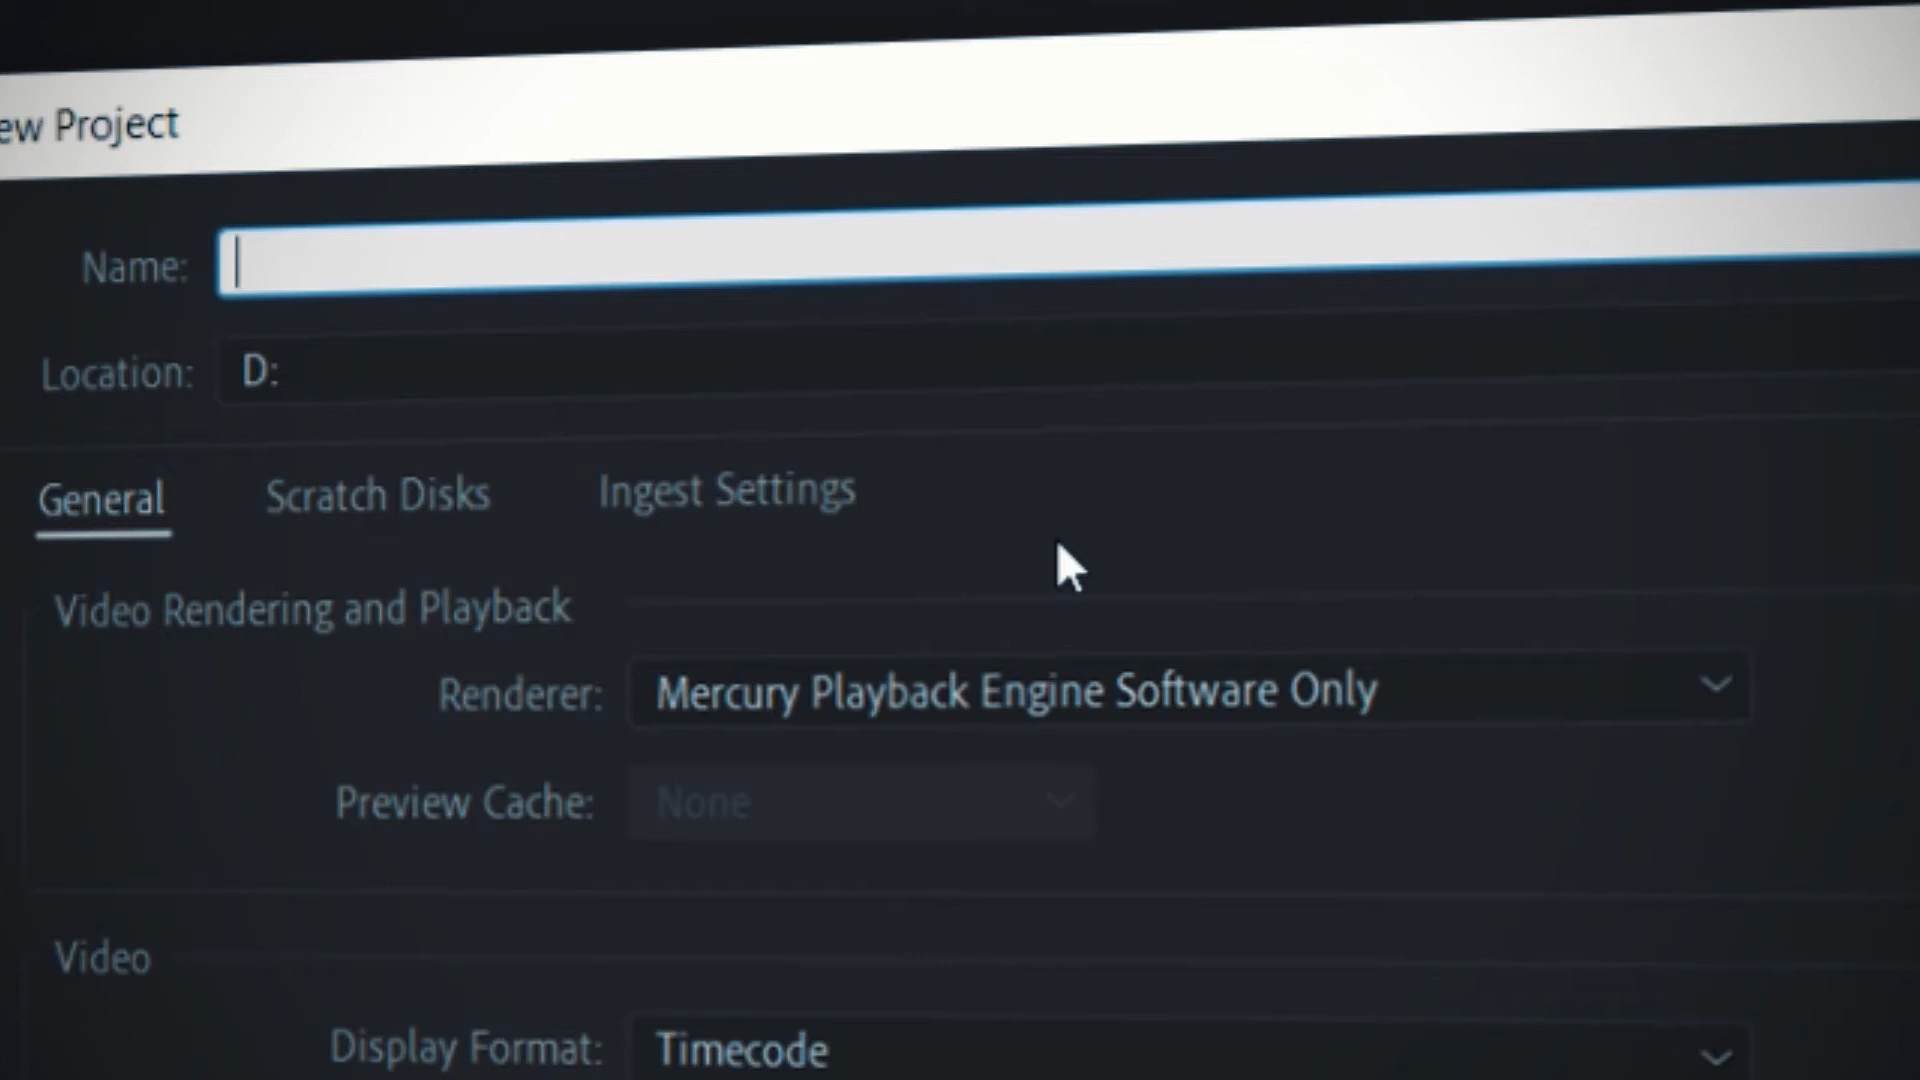 ew Project
Name:
Location: D:
General Scratch Disks Ingest Settings
Video Rendering and Playback
Renderer: Mercury Playback Engine Software Only
Preview Cache: None
Video
Display Format: Timecode